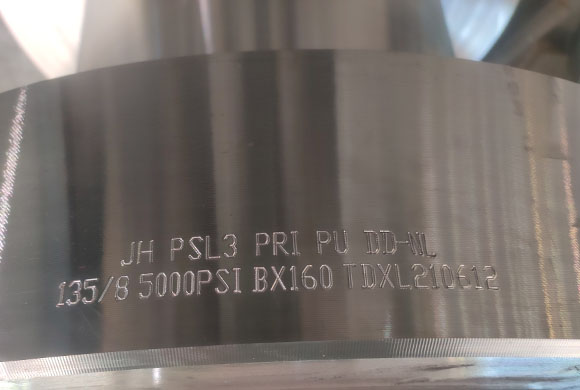 JH PSL3 PRI PU DD-NL
135/8 5000PSI BX160 TDXL210612